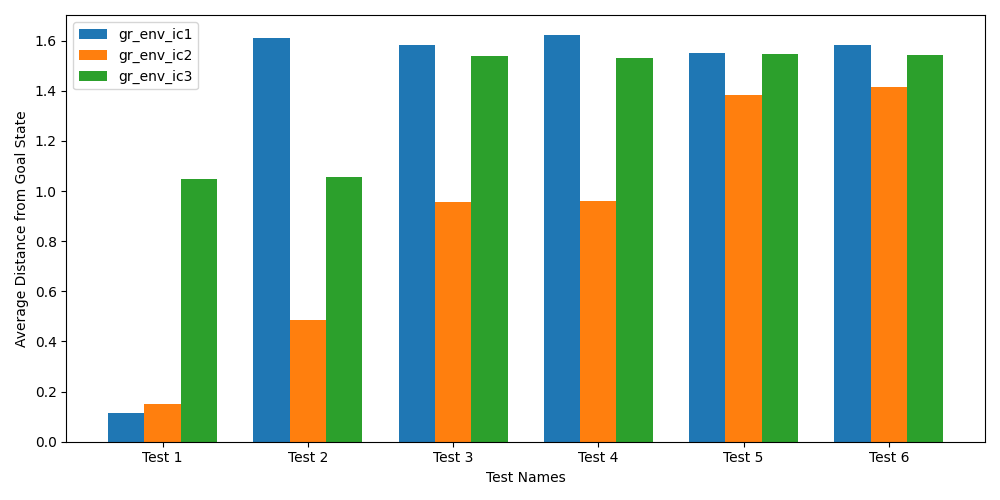 gr_env_ic1
gr_env_ic2
gr_env_ic3
Average Distance from Goal State
1.6
1.4
1.2
1.0
0.8
0.6
0.4
0.2
0.0
Test 1 Test 2 Test 3 Test 4 Test 5 Test 6
Test Names